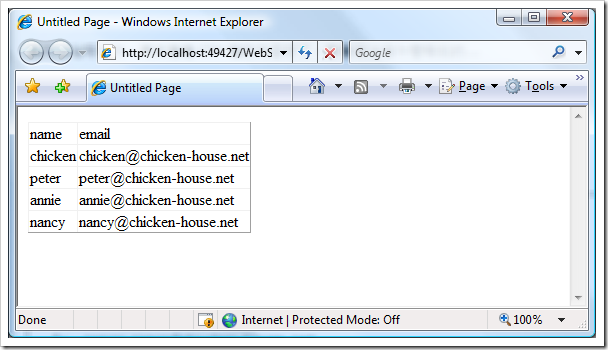 Untitled Page - Windows Internet Explorer
http://localhost:49427/WebS
Google
Untitled Page
Page
Tools
name email
chicken chicken@chicken-house.net
peter peter@chicken-house.net
annie annie@chicken-house.net
nancy nancy@chicken-house.net
Done Internet | Protected Mode: Off 100%